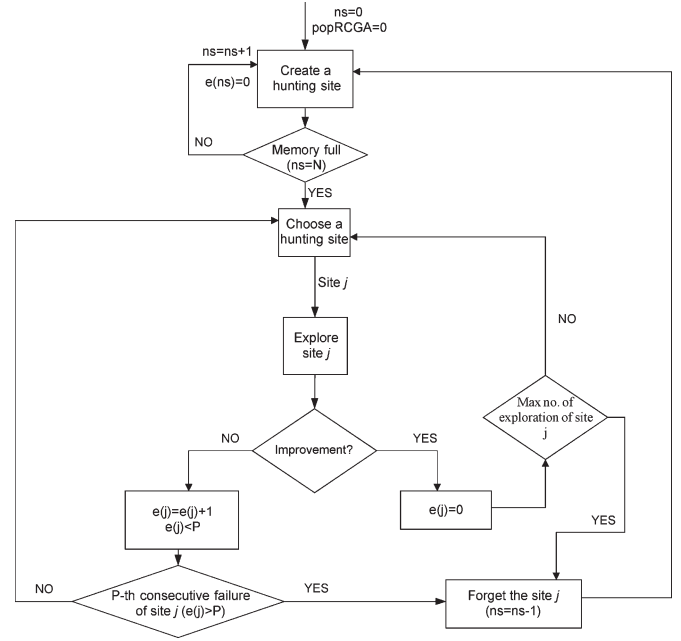 ns=0
popRCGA=0
ns=ns+1
e(ns)=0
Create a
hunting site
NO
Memory full
(ns=N)
YES
Choose a
hunting site
Site j
NO
Explore
site j
Max no. of
exploration of site
j
NO
Improvement?
YES
e(j)=e(j)+1
e(j)<P
e(j)=0
YES
NO
P-th consecutive failure
of site j (e(j)>P)
YES
Forget the site j
(ns=ns-1)